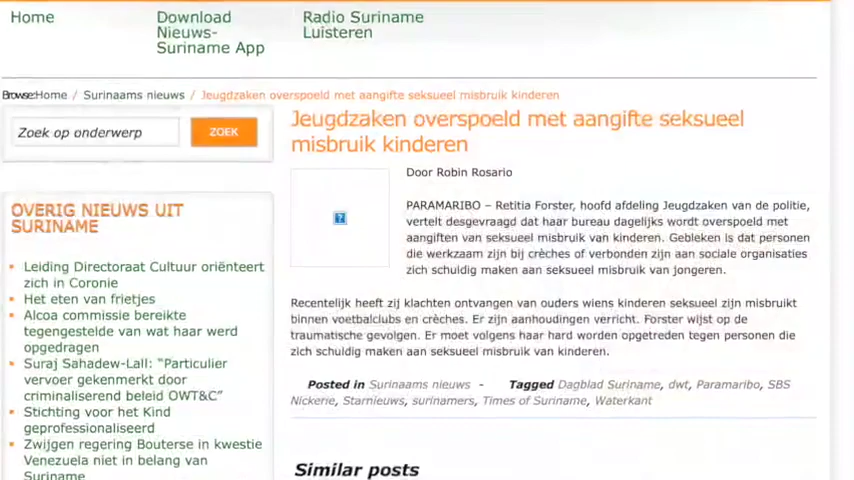 Home
Download
Nieuws-
Suriname App
Radio Suriname
Luisteren
Browse:Home / Surinaams nieuws / Jeugdzaken overspoeld met aangifte seksueel misbruik kinderen
Zoek op onderwerp
ZOEK
OVERIG NIEUWS UIT
SURINAME
Leiding Directoraat Cultuur oriënteert
zich in Coronie
Het eten van frietjes
Alcoa commissie bereikte
tegengestelde van wat haar werd
opgedragen
Suraj Sahadew-Lall: “Particulier
vervoer gekenmerkt door
criminaliserend beleid OWT&C”
Stichting voor het Kind
geprofessionaliseerd
Zwijgen regering Bouterse in kwestie
Venezuela niet in belang van
Suriname
Jeugdzaken overspoeld met aangifte seksueel
misbruik kinderen
Door Robin Rosario
PARAMARIBO – Retitia Forster, hoofd afdeling Jeugdzaken van de politie,
vertelt desgevraagd dat haar bureau dagelijks wordt overspoeld met
aangiften van seksueel misbruik van kinderen. Gebleken is dat personen
die werkzaam zijn bij crèches of verbonden zijn aan sociale organisaties
zich schuldig maken aan seksueel misbruik van jongeren.
Recentelijk heeft zij klachten ontvangen van ouders wiens kinderen seksueel zijn misbruikt
binnen voetbalclubs en crèches. Er zijn aanhoudingen verricht. Forster wijst op de
traumatische gevolgen. Er moet volgens haar hard worden opgetreden tegen personen die
zich schuldig maken aan seksueel misbruik van kinderen.
Posted in Surinaams nieuws - Tagged Dagblad Suriname, dwt, Paramaribo, SBS
Nickerie, Starnieuws, surinamers, Times of Suriname, Waterkant
Similar posts